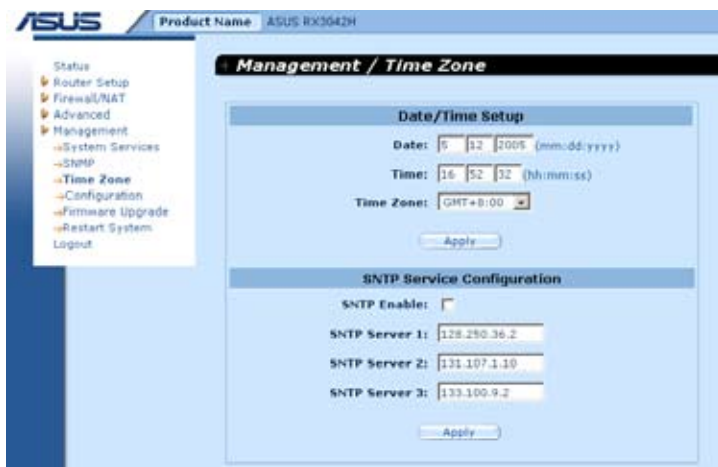 ASUS
Product Name ASUS RX3042H
Status
Router Setup
Firewall/NAT
Advanced
Management
System Services
SNMP
Time Zone
Configuration
Firmware Upgrade
Restart System
Logout
Management / Time Zone
Date/Time Setup
Date: 5 12 2005 (mm:dd:yyyy)
Time: 16 52 32 (hh:mm:ss)
Time Zone: GMT+8:00
Apply
SNTP Service Configuration
SNTP Enable:
SNTP Server 1: 128.250.36.2
SNTP Server 2: 131.107.1.10
SNTP Server 3: 133.100.9.2
Apply